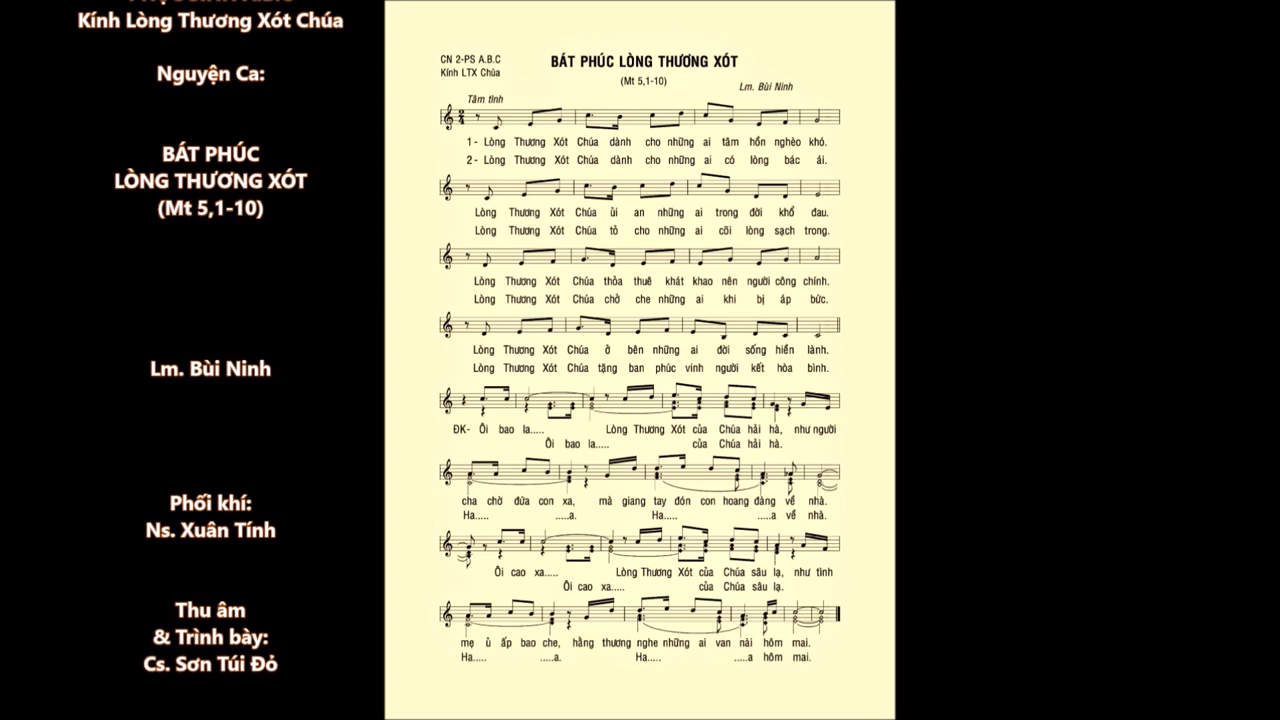 Kính Lòng Thương Xót Chúa
Nguyện Ca:
BÁT PHÚC
LÒNG THƯƠNG XÓT
(Mt 5,1-10)
Lm. Bùi Ninh
Phối khí:
Ns. Xuân Tính
Thu âm
& Trình bày:
Cs. Sơn Túi Đỏ
CN 2-PS A.B.C
Kính LTX Chúa
BÁT PHÚC LÒNG THƯƠNG XÓT
(Mt 5,1-10)
Lm. Bùi Ninh
Tâm tình
1- Lòng Thương Xót Chúa dành cho những ai tâm hồn nghèo khó.
2- Lòng Thương Xót Chúa dành cho những ai có lòng bác ái.
Lòng Thương Xót Chúa ủi an những ai trong đời khổ đau.
Lòng Thương Xót Chúa tỏ cho những ai cõi lòng sạch trong.
Lòng Thương Xót Chúa thỏa thuê khát khao nên người công chính.
Lòng Thương Xót Chúa chở che những ai khi bị áp bức.
Lòng Thương Xót Chúa ở bên những ai đời sống hiền lành.
Lòng Thương Xót Chúa tặng ban phúc vinh người kết hòa bình.
ĐK- Ôi bao la..... Lòng Thương Xót của Chúa hải hà, như người
Ôi bao la..... của Chúa hải hà.
cha chờ đứa con xa, mà giang tay đón con hoang đàng về nhà.
Ha..... .....a. Ha..... .....a về nhà.
Ôi cao xa..... Lòng Thương Xót của Chúa sâu lạ, như tình
Ôi cao xa..... của Chúa sâu lạ.
mẹ ủ ấp bao che, hằng thương nghe những ai van nài hôm mai.
Ha..... .....a. Ha..... .....a hôm mai.